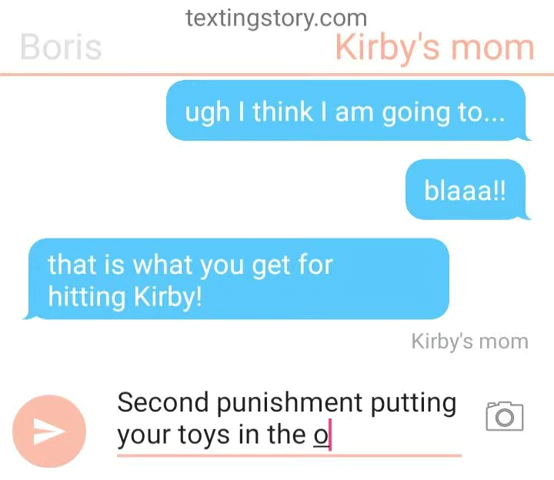 textingstory.com
Boris
Kirby's mom
ugh I think I am going to...
blaaa!!
that is what you get for
hitting Kirby!
Kirby's mom
Second punishment putting
your toys in the o